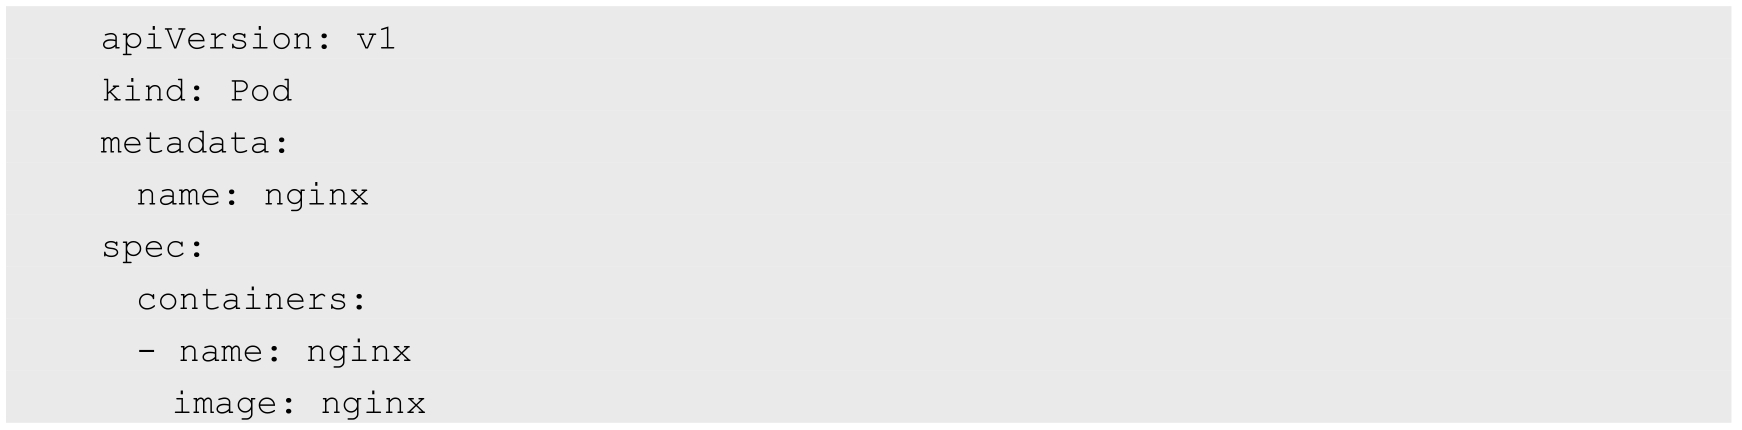 apiVersion: v1
kind: Pod
metadata:
  name: nginx
spec:
  containers:
  - name: nginx
    image: nginx